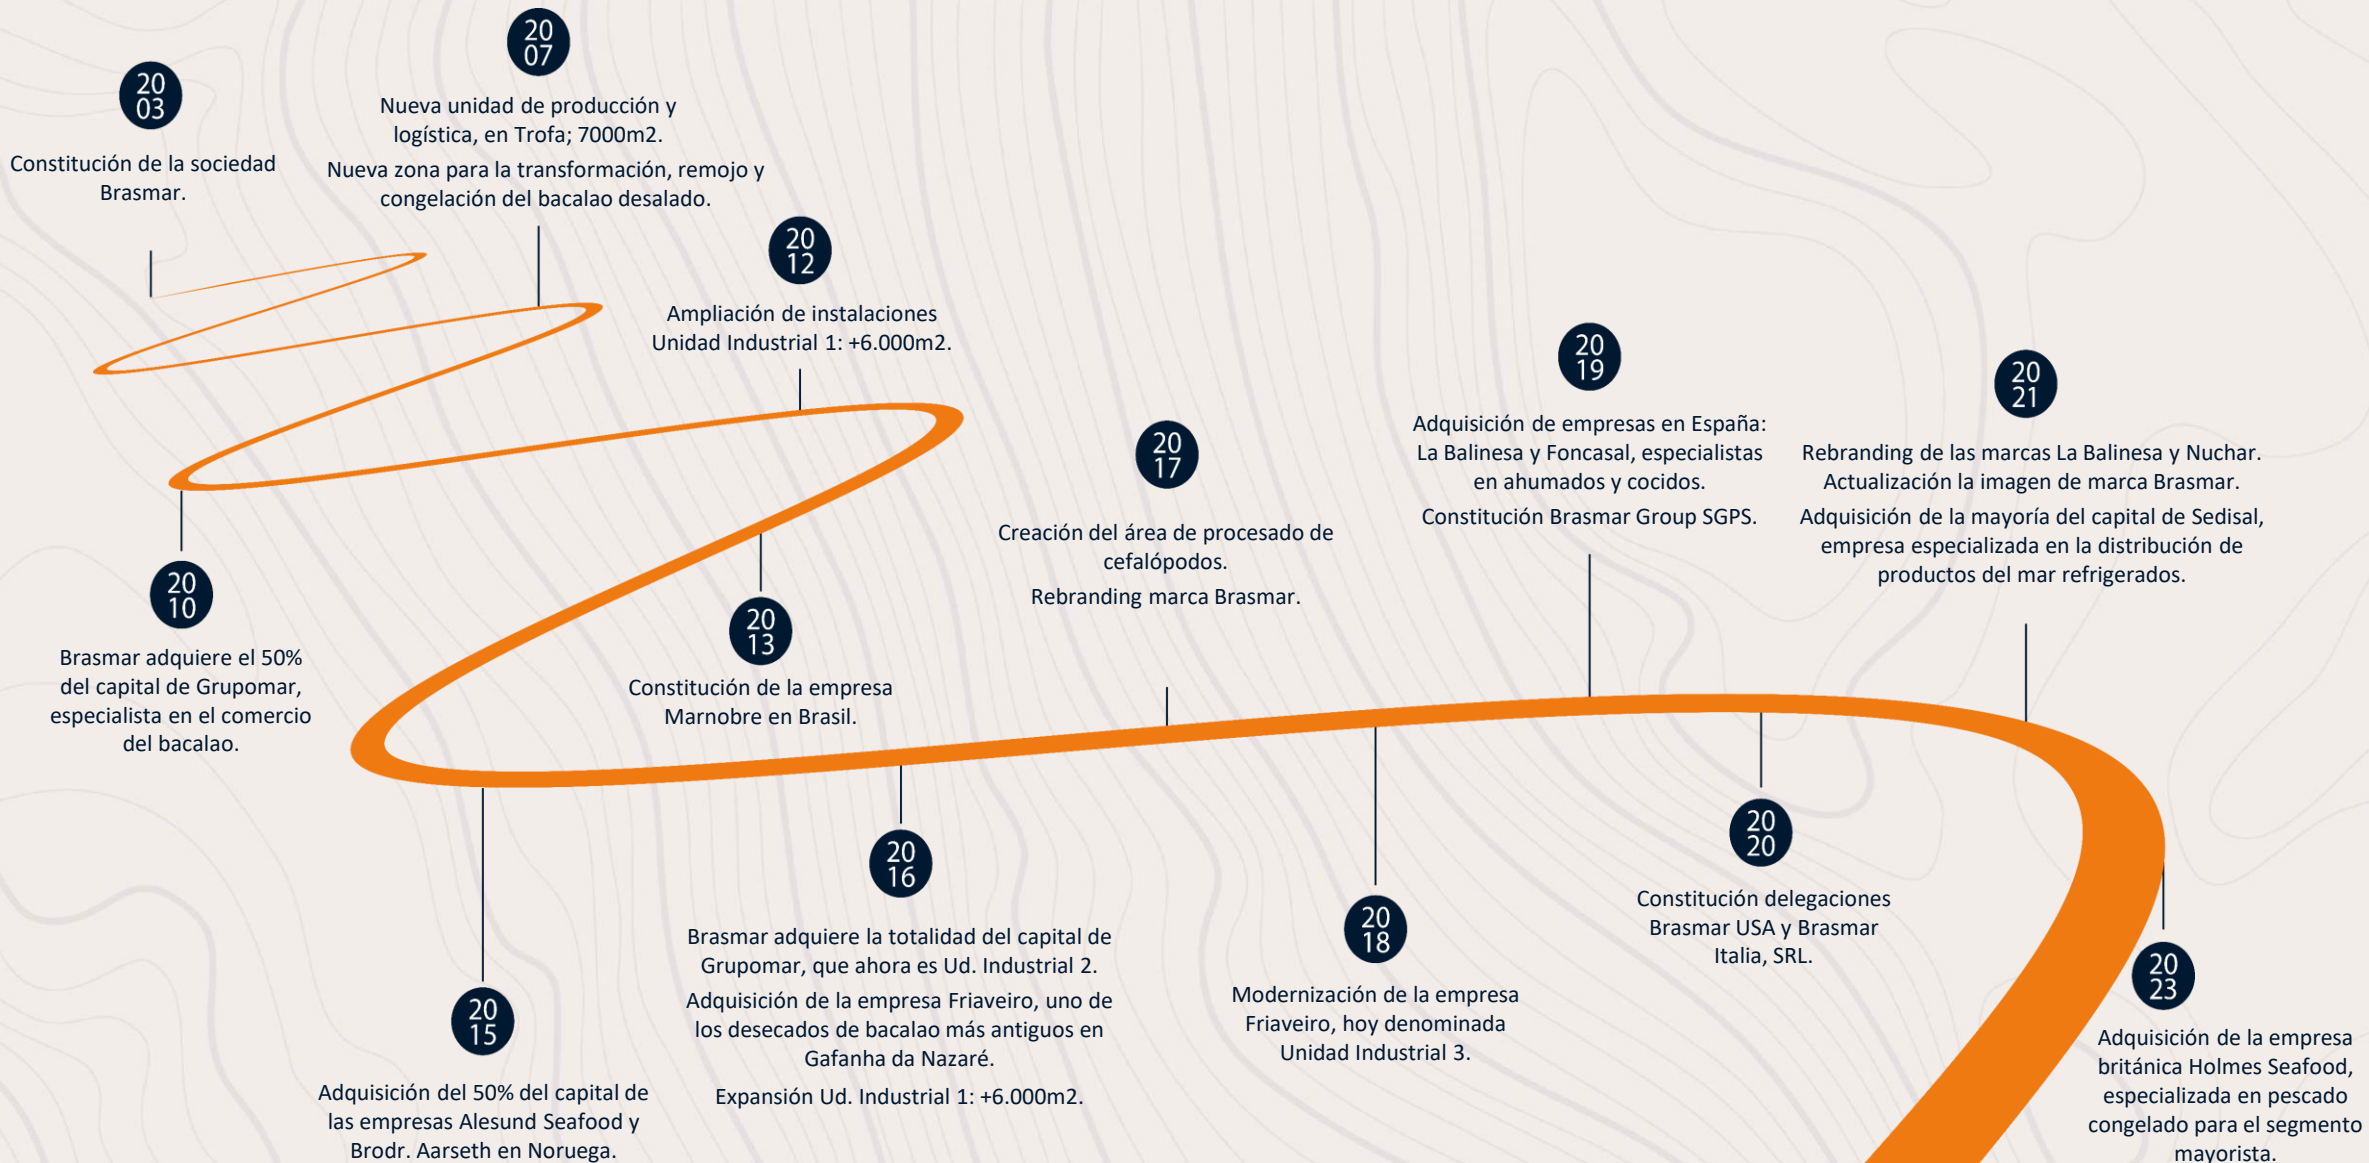 20
03
Constitución de la sociedad
Brasmar.
20
07
Nueva unidad de producción y
logística, en Trofa; 7000m2.
Nueva zona para la transformación, remojo y
congelación del bacalao desalado.
20
10
Brasmar adquiere el 50%
del capital de Grupomar,
especialista en el comercio
del bacalao.
20
12
Ampliación de instalaciones
Unidad Industrial 1: +6.000m2.
20
13
Constitución de la empresa
Marnobre en Brasil.
20
15
Adquisición del 50% del capital de
las empresas Alesund Seafood y
Brodr. Aarseth en Noruega.
20
16
Brasmar adquiere la totalidad del capital de
Grupomar, que ahora es Ud. Industrial 2.
Adquisición de la empresa Friaveiro, uno de
los desecados de bacalao más antiguos en
Gafanha da Nazaré.
Expansión Ud. Industrial 1: +6.000m2.
20
17
Creación del área de procesado de
cefalópodos.
Rebranding marca Brasmar.
20
18
Modernización de la empresa
Friaveiro, hoy denominada
Unidad Industrial 3.
20
19
Adquisición de empresas en España:
La Balinesa y Foncasal, especialistas
en ahumados y cocidos.
Constitución Brasmar Group SGPS.
20
20
Constitución delegaciones
Brasmar USA y Brasmar
Italia, SRL.
20
21
Rebranding de las marcas La Balinesa y Nuchar.
Actualización la imagen de marca Brasmar.
Adquisición de la mayoría del capital de Sedisal,
empresa especializada en la distribución de
productos del mar refrigerados.
20
23
Adquisición de la empresa
británica Holmes Seafood,
especializada en pescado
congelado para el segmento
mayorista.